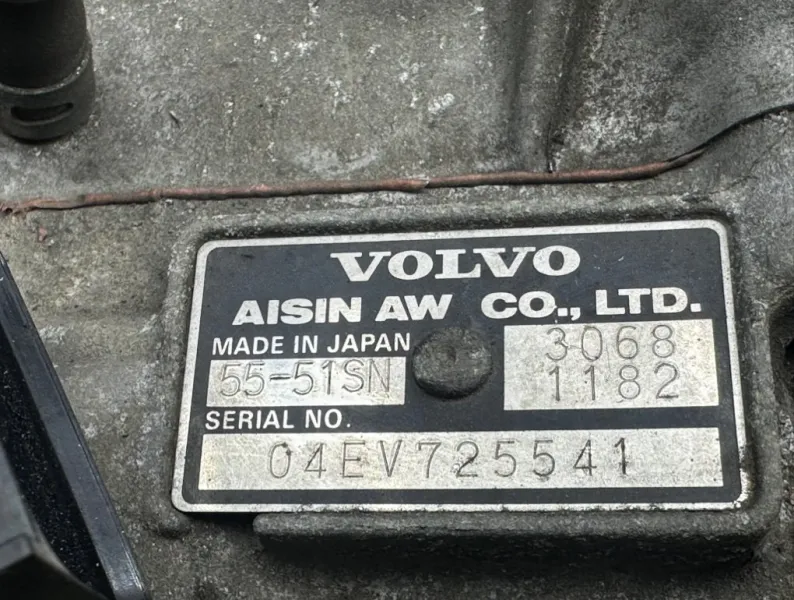 VOLVO
AISIN AW CO., LTD.
MADE IN JAPAN
3068
55-51SN
1182
SERIAL NO.
04EV725541